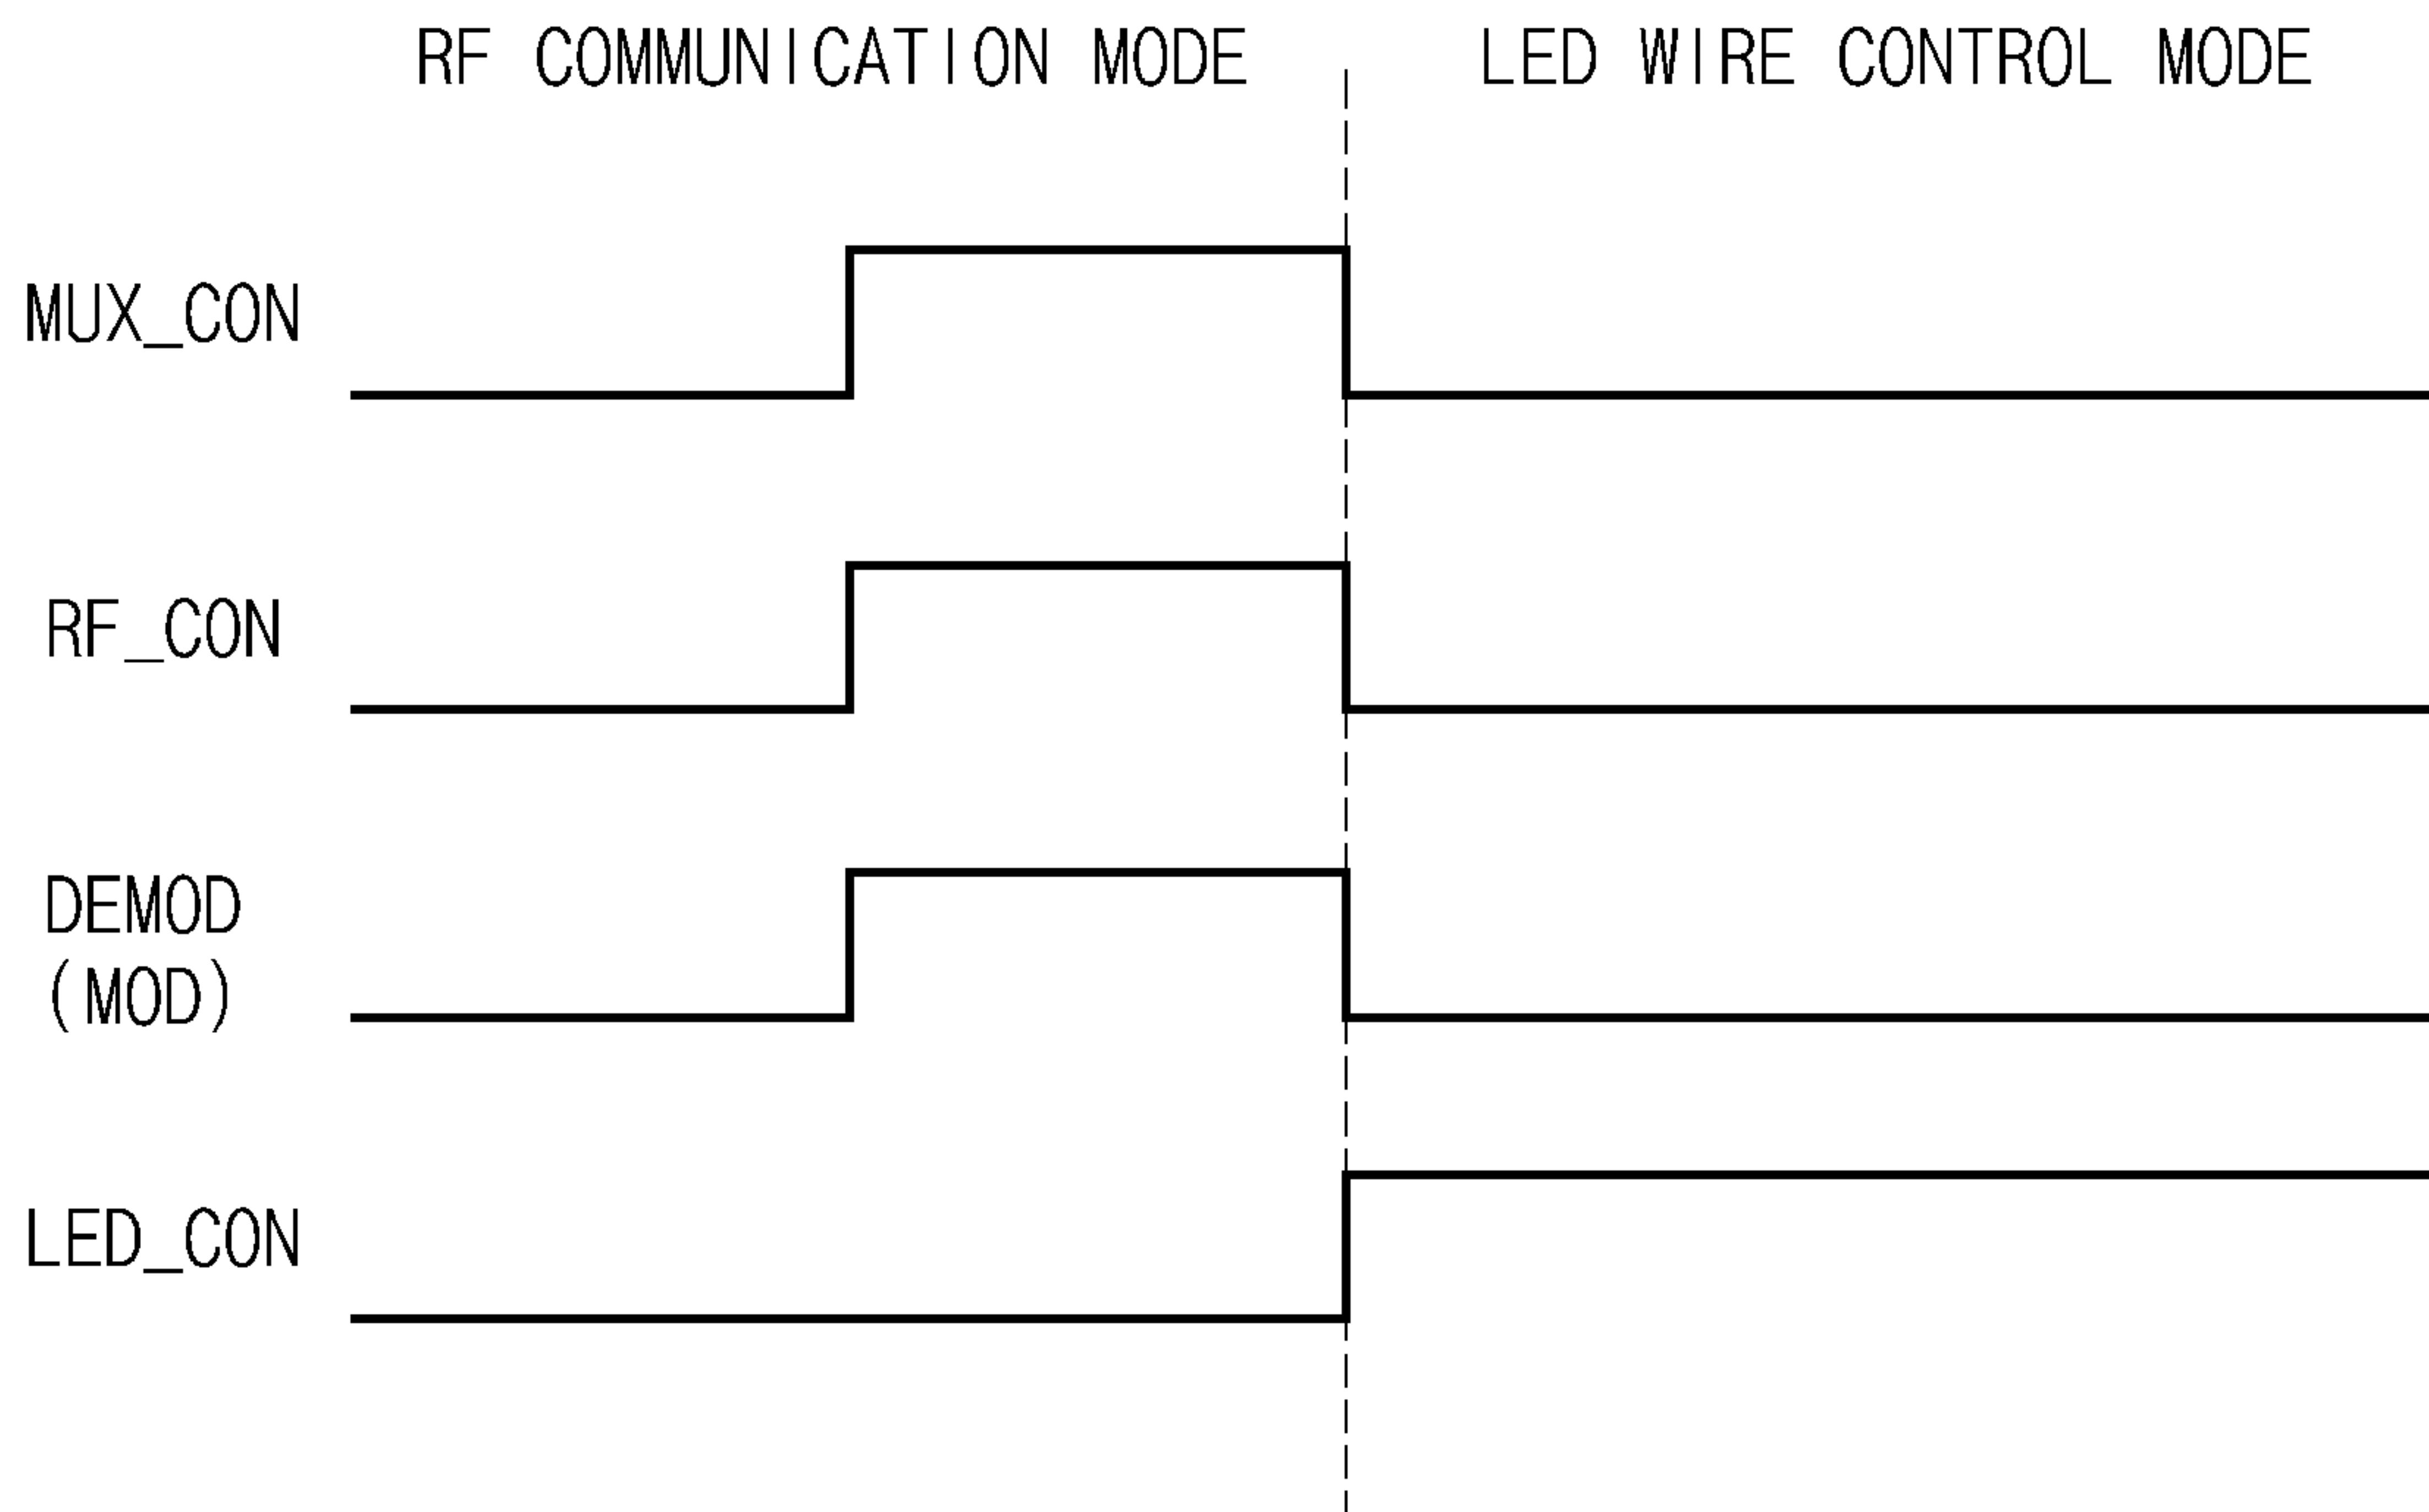 RF COMMUNICATION MODE
LED WIRE CONTROL MODE
MUX_CON
RF_CON
DEMOD
(MOD)
LED_CON